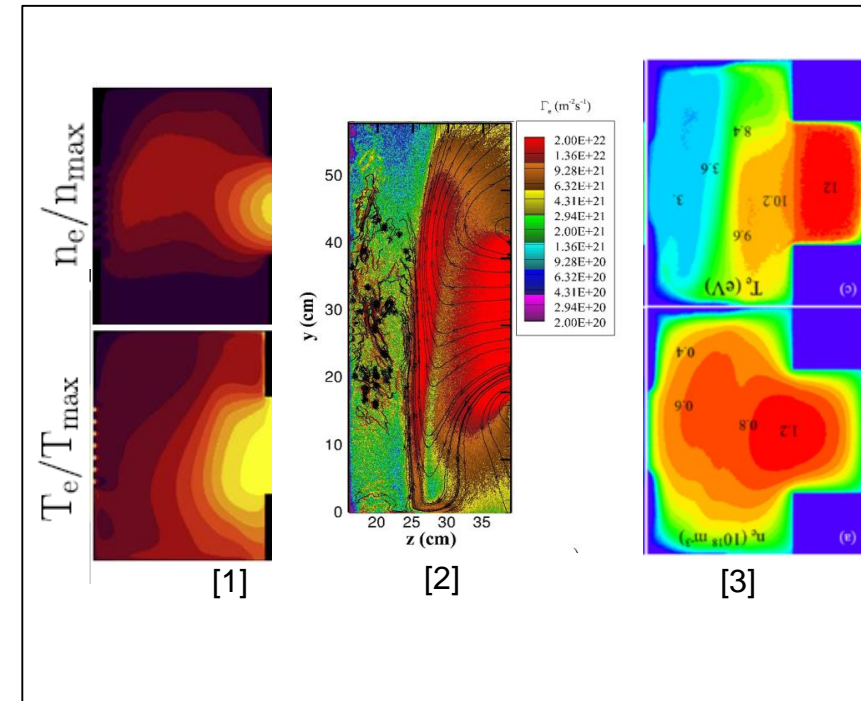 n_e/n_max
T_e/T_max
[1]
Γ_e (m⁻²s⁻¹)
2.00E+22
1.36E+22
9.28E+21
6.32E+21
4.31E+21
2.94E+21
2.00E+21
1.36E+21
9.28E+20
6.32E+20
4.31E+20
2.94E+20
2.00E+20
y (cm)
50
40
30
20
10
0
20 25 30 35
z (cm)
[2]
8.4
3.6
12
10.2
3.
9.6
T_e (eV)
(c)
0.4
0.6
0.8
1.2
n_e (10¹⁸ m⁻³)
(a)
[3]